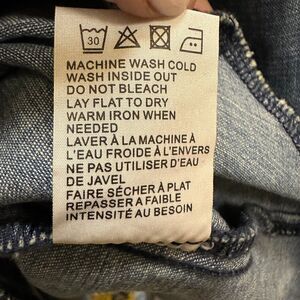 30
MACHINE WASH COLD
WASH INSIDE OUT
DO NOT BLEACH
LAY FLAT TO DRY
WARM IRON WHEN
NEEDED
LAVER À LA MACHINE À
L'EAU FROIDE À L'ENVERS
NE PAS UTILISER D'EAU
DE JAVEL
FAIRE SÉCHER À PLAT
REPASSER A FAIBLE
INTENSITÉ AU BESOIN